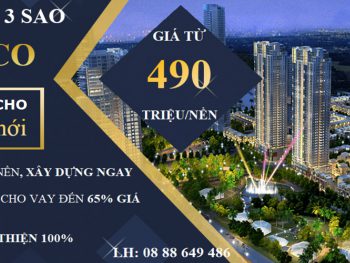 3 SAO
CO
GIÁ TỪ
490
TRIỆU/NỀN
CHO
mới
NỀN, XÂY DỰNG NGAY
CHO VAY ĐẾN 65% GIÁ
THIỆN 100%
LH: 08 88 649 486